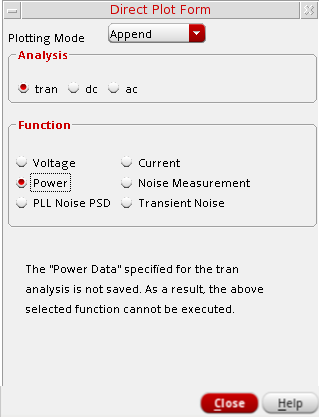 Direct Plot Form
Plotting Mode Append
Analysis
tran dc ac
Function
Voltage Current
Power Noise Measurement
PLL Noise PSD Transient Noise
The "Power Data" specified for the tran
analysis is not saved. As a result, the above
selected function cannot be executed.
Close Help